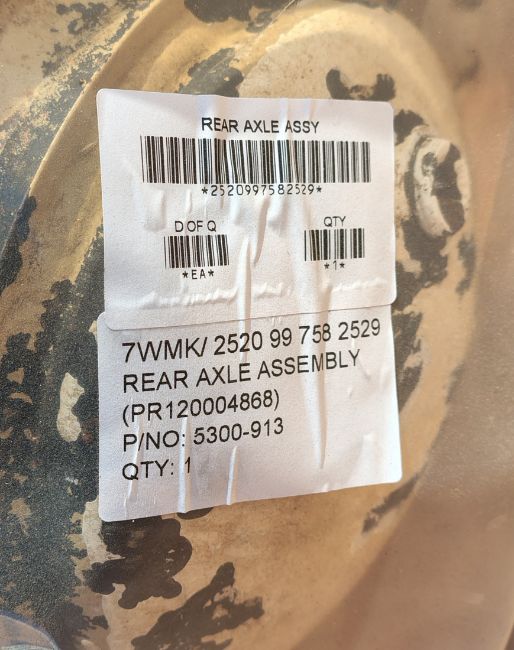 REAR AXLE ASSY
*2520997582529*
D OF Q
QTY
*EA*
*1*
7WMK/ 2520 99 758 2529
REAR AXLE ASSEMBLY
(PR120004868)
P/NO: 5300-913
QTY: 1